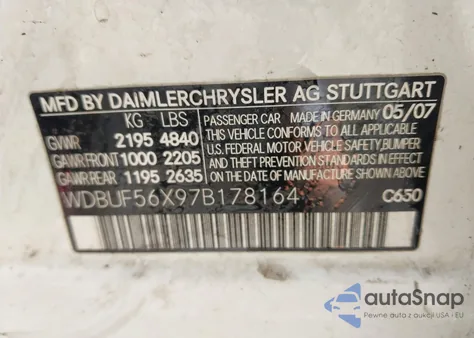 MFD BY DAIMLERCHRYSLER AG STUTTGART
KG LBS
GVWR 2195 4840
GAWR FRONT 1000 2205
GAWR REAR 1195 2635
PASSENGER CAR MADE IN GERMANY 05/07
THIS VEHICLE CONFORMS TO ALL APPLICABLE
U.S. FEDERAL MOTOR VEHICLE SAFETY, BUMPER
AND THEFT PREVENTION STANDARDS IN EFFECT
ON THE DATE OF MANUFACTURE SHOWN ABOVE
WDBUF56X97B178164
C650
autoSnap
Pewne auta z aukcji USA i EU